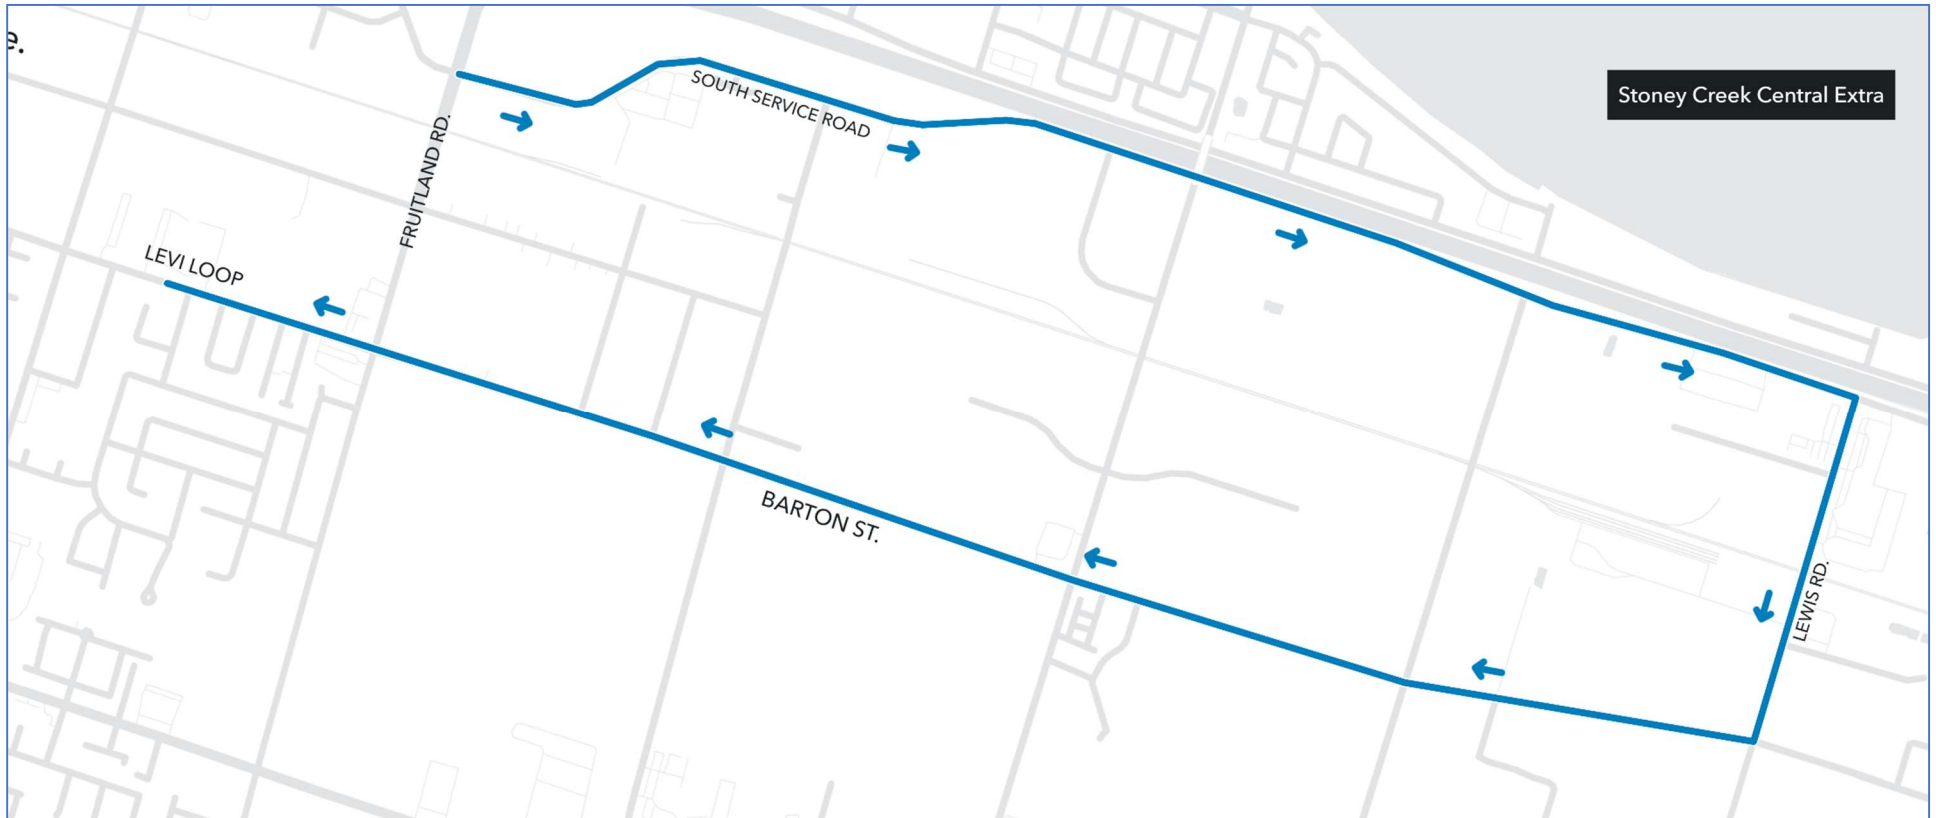 e.
Stoney Creek Central Extra
SOUTH SERVICE ROAD
FRUITLAND RD.
LEVI LOOP
BARTON ST.
LEWIS RD.